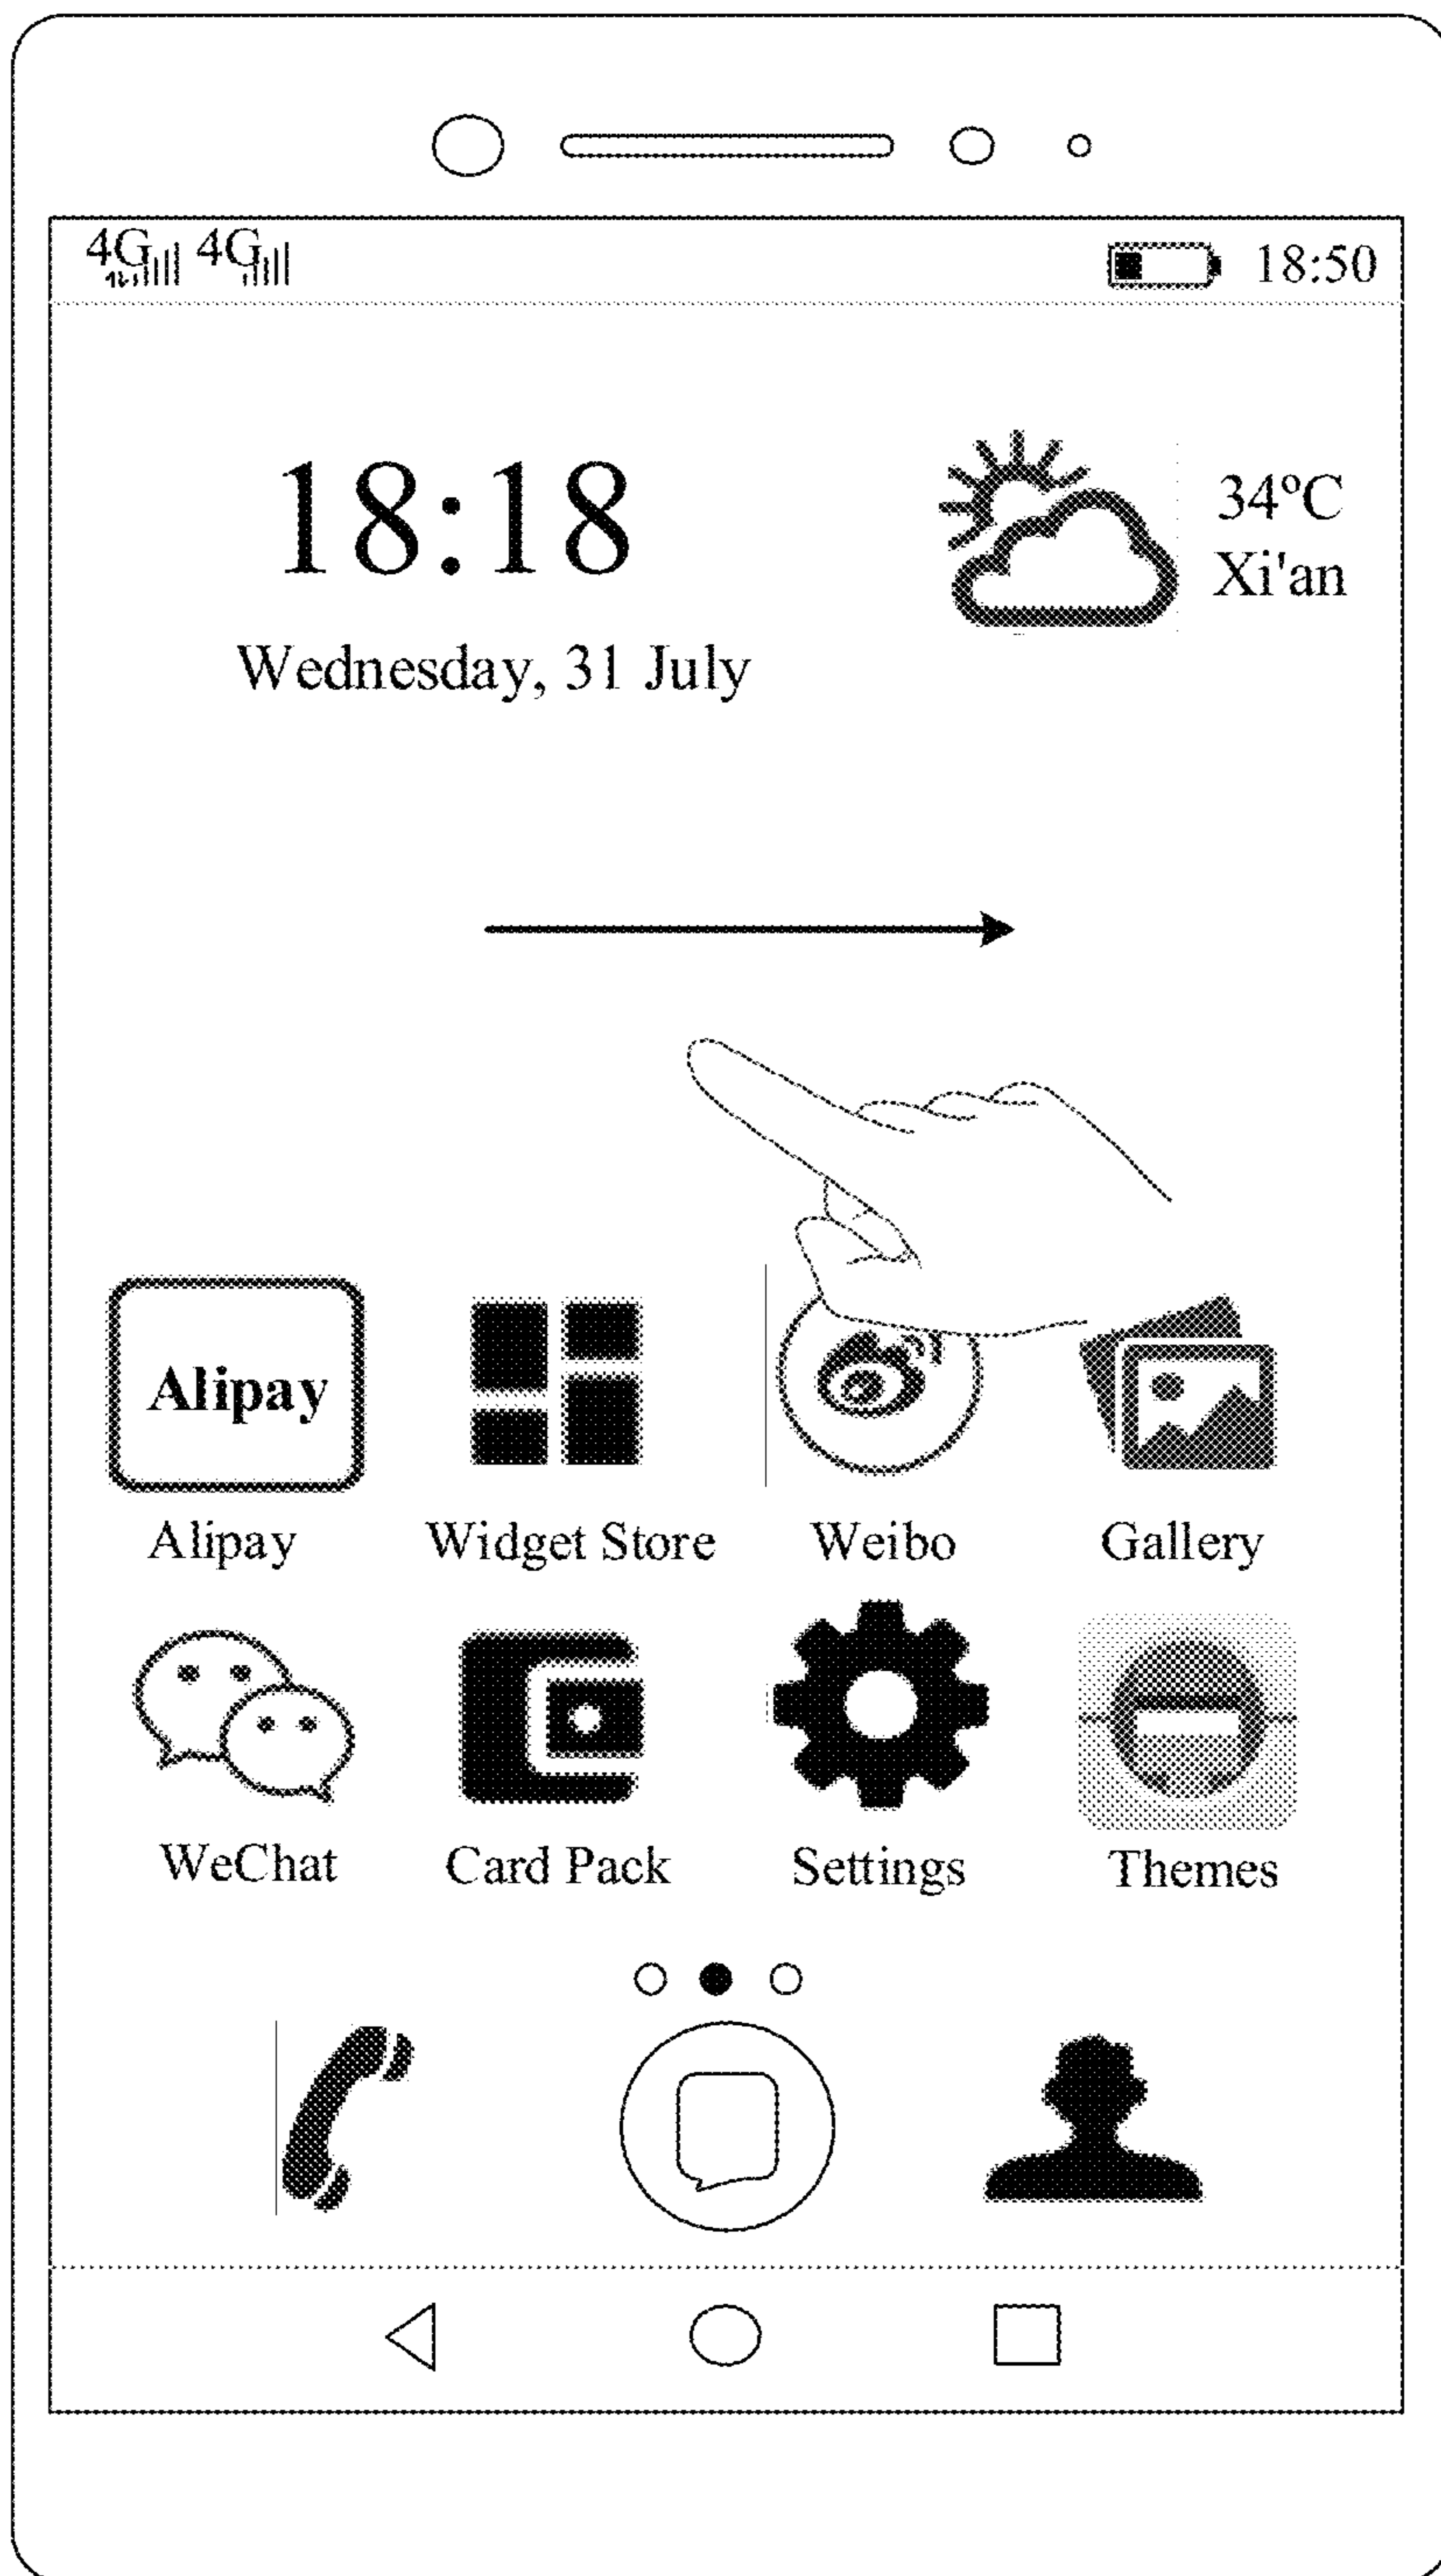 4G 4G 18:50
18:18
34ºC
Xi'an
Wednesday, 31 July
Alipay
Alipay Widget Store Weibo Gallery
WeChat Card Pack Settings Themes